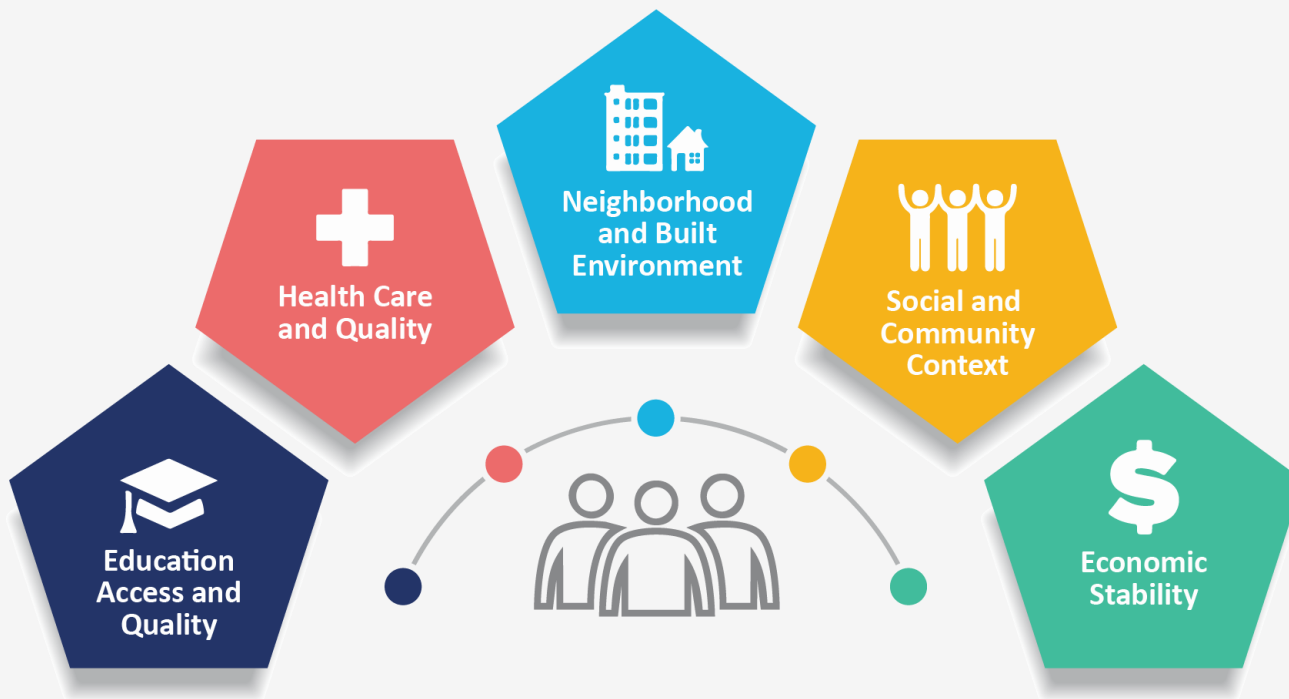 Neighborhood
and Built
Environment
Health Care
and Quality
Social and
Community
Context
Education
Access and
Quality
Economic
Stability